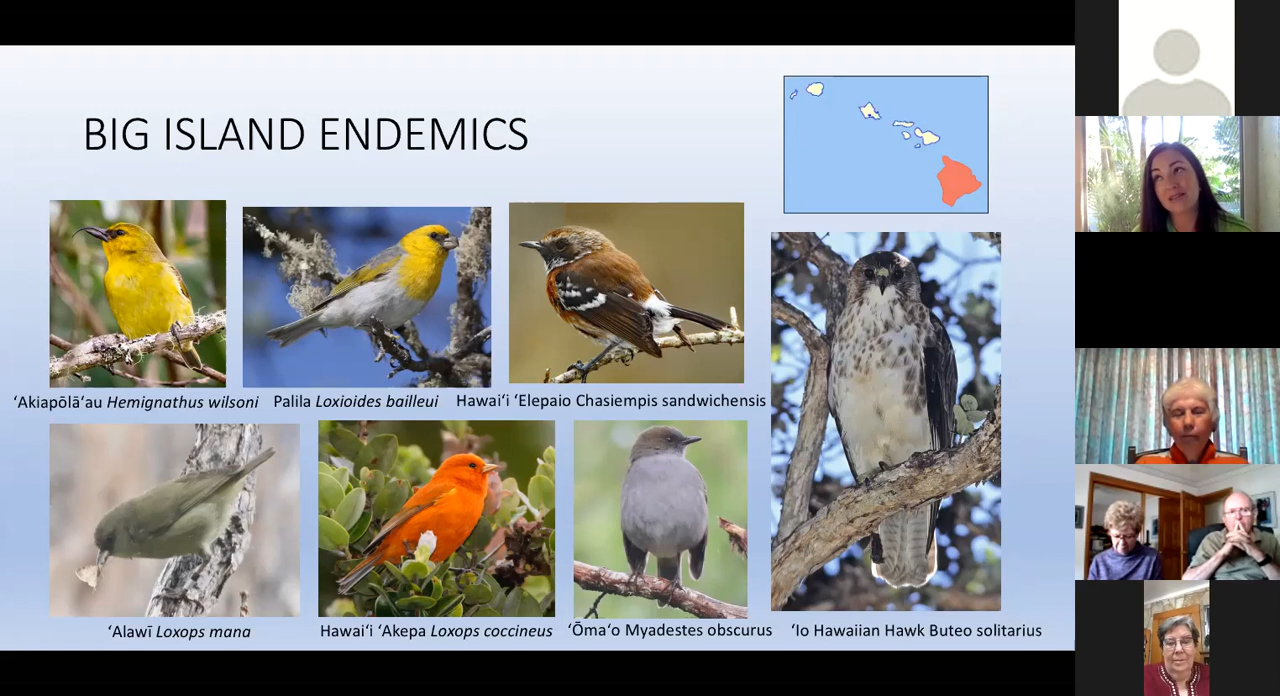 BIG ISLAND ENDEMICS
ʻAkiapōlāʻau Hemignathus wilsoni
Palila Loxioides bailleui
Hawaiʻi ʻElepaio Chasiempis sandwichensis
ʻAlawī Loxops mana
Hawaiʻi ʻAkepa Loxops coccineus
ʻŌmaʻo Myadestes obscurus
ʻIo Hawaiian Hawk Buteo solitarius